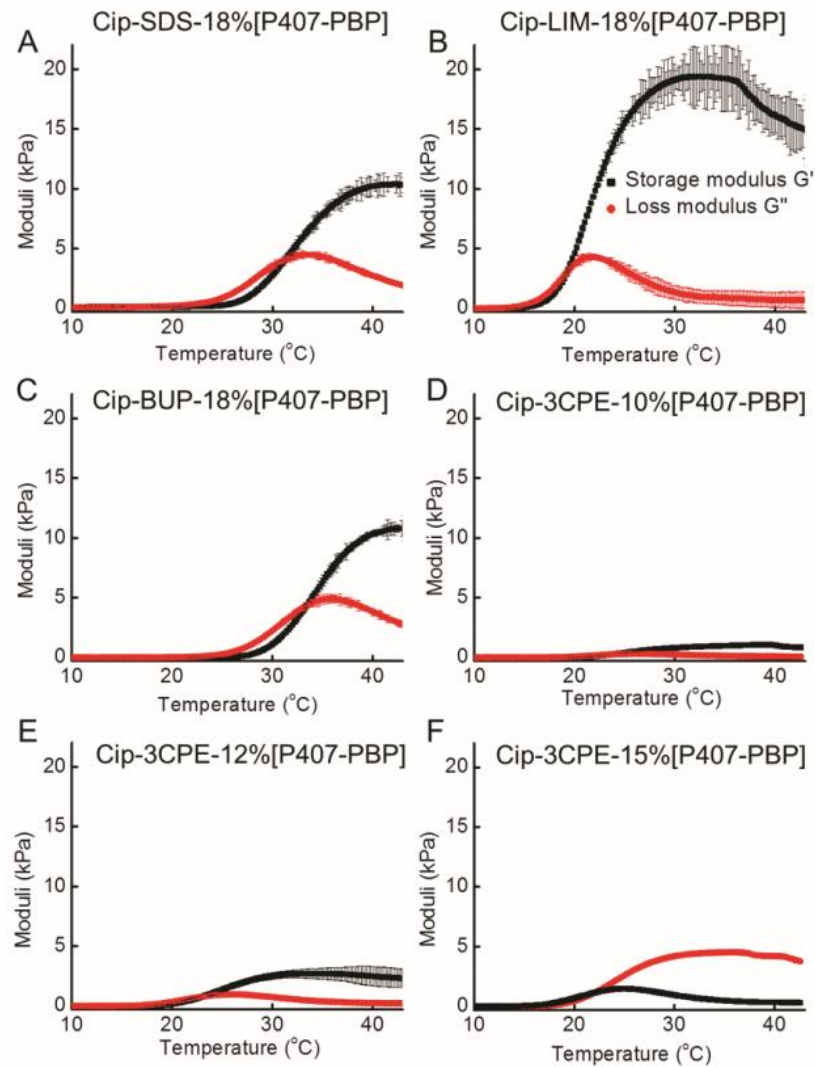 A
Cip-SDS-18%[P407-PBP]
20
15
10
5
0
Moduli (kPa)
10
20
30
40
Temperature (°C)
B
Cip-LIM-18%[P407-PBP]
20
15
10
5
0
Moduli (kPa)
Storage modulus G'
Loss modulus G"
10
20
30
40
Temperature (°C)
C
Cip-BUP-18%[P407-PBP]
20
15
10
5
0
Moduli (kPa)
10
20
30
40
Temperature (°C)
D
Cip-3CPE-10%[P407-PBP]
20
15
10
5
0
Moduli (kPa)
10
20
30
40
Temperature (°C)
E
Cip-3CPE-12%[P407-PBP]
20
15
10
5
0
Moduli (kPa)
10
20
30
40
Temperature (°C)
F
Cip-3CPE-15%[P407-PBP]
20
15
10
5
0
Moduli (kPa)
10
20
30
40
Temperature (°C)